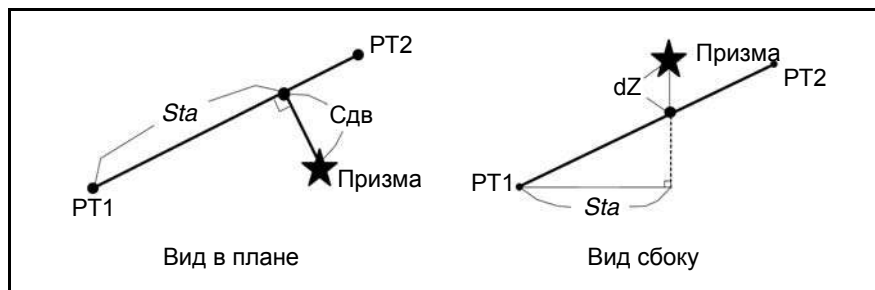 PT2
Sta
Сдв
Призма
PT1
Вид в плане
Призма
PT2
dZ
PT1
Sta
Вид сбоку